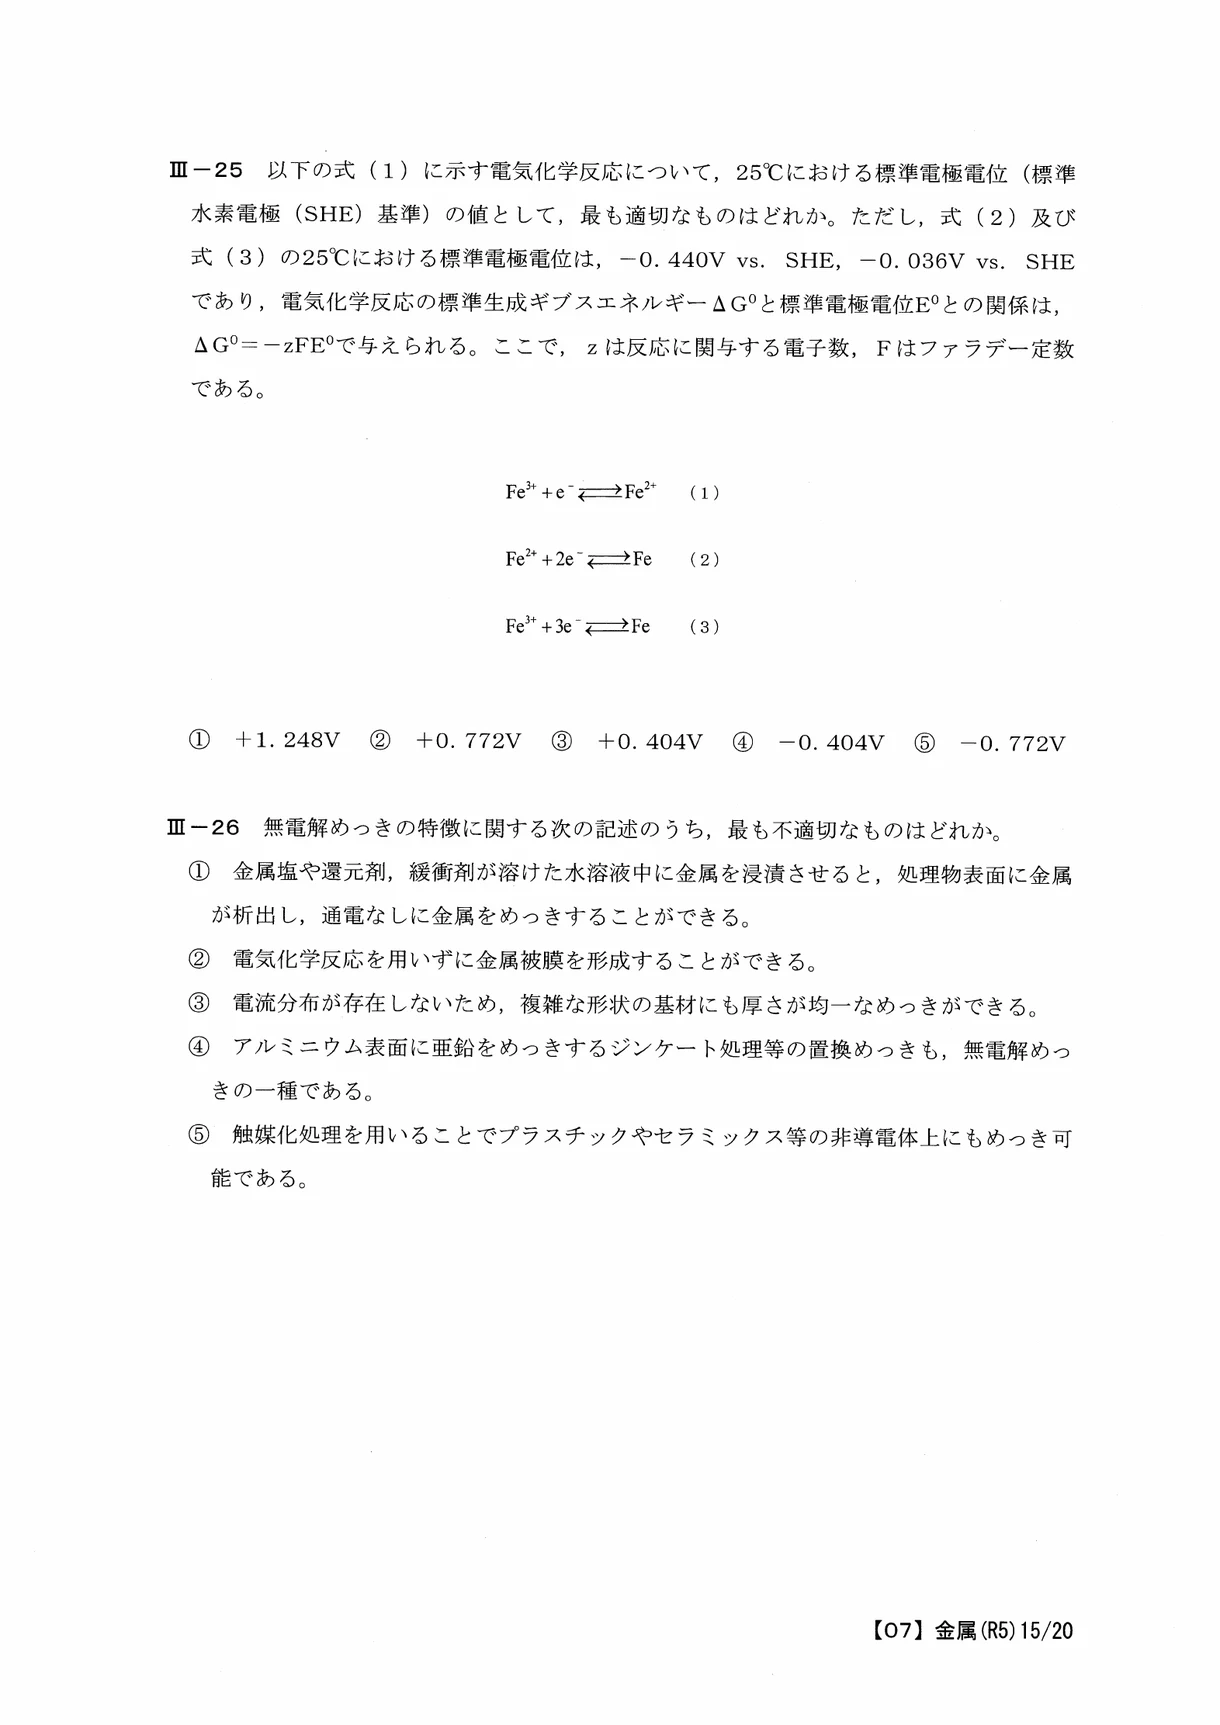 Ⅲ－25　以下の式（1）に示す電気化学反応について，25℃における標準電極電位（標準
水素電極（SHE）基準）の値として，最も適切なものはどれか。ただし，式（2）及び
式（3）の25℃における標準電極電位は，－0.440V vs. SHE，－0.036V vs. SHE
であり，電気化学反応の標準生成ギブスエネルギーΔG⁰と標準電極電位E⁰との関係は，
ΔG⁰＝－zFE⁰で与えられる。ここで，zは反応に関与する電子数，Fはファラデー定数
である。
Fe³⁺+e⁻⇄Fe²⁺　（1）
Fe²⁺+2e⁻⇄Fe　（2）
Fe³⁺+3e⁻⇄Fe　（3）
①　＋1.248V　②　＋0.772V　③　＋0.404V　④　－0.404V　⑤　－0.772V
Ⅲ－26　無電解めっきの特徴に関する次の記述のうち，最も不適切なものはどれか。
①　金属塩や還元剤，緩衝剤が溶けた水溶液中に金属を浸漬させると，処理物表面に金属
が析出し，通電なしに金属をめっきすることができる。
②　電気化学反応を用いずに金属被膜を形成することができる。
③　電流分布が存在しないため，複雑な形状の基材にも厚さが均一なめっきができる。
④　アルミニウム表面に亜鉛をめっきするジンケート処理等の置換めっきも，無電解めっ
きの一種である。
⑤　触媒化処理を用いることでプラスチックやセラミックス等の非導電体上にもめっき可
能である。
【07】金属(R5)15/20